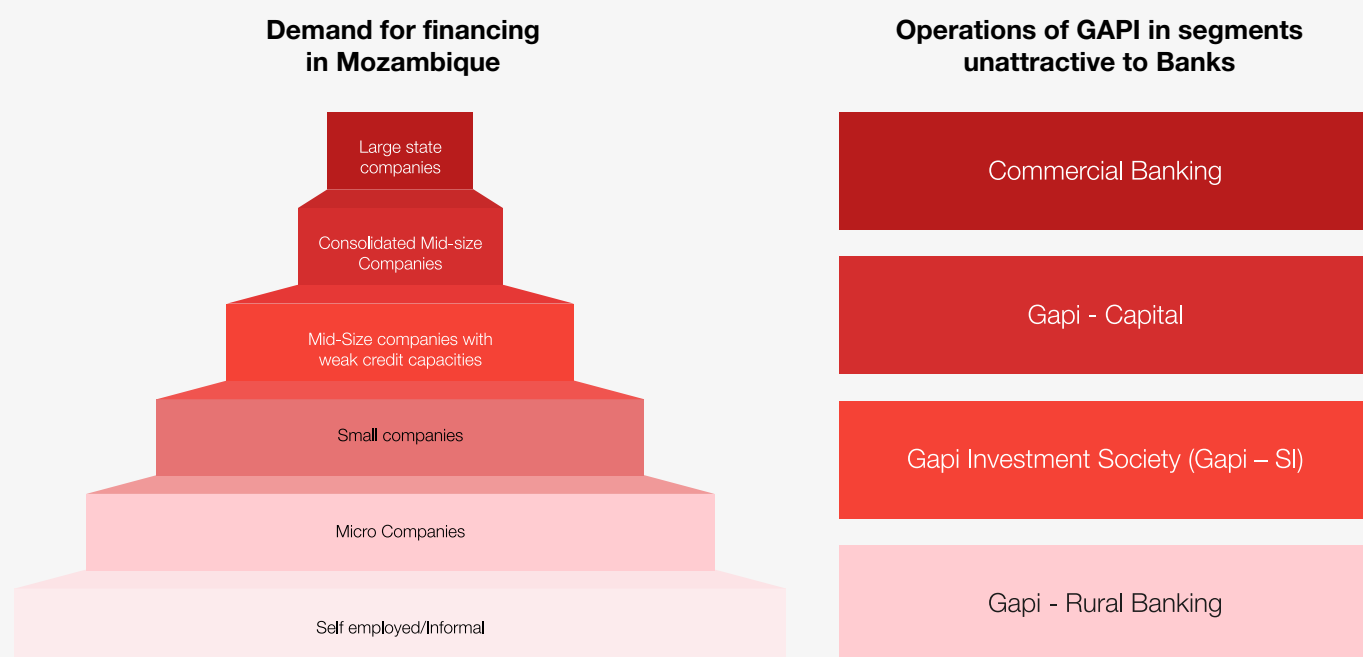 Demand for financing
in Mozambique
Large state
companies
Consolidated Mid-size
Companies
Mid-Size companies with
weak credit capacities
Small companies
Micro Companies
Self employed/Informal
Operations of GAPI in segments
unattractive to Banks
Commercial Banking
Gapi - Capital
Gapi Investment Society (Gapi – SI)
Gapi - Rural Banking